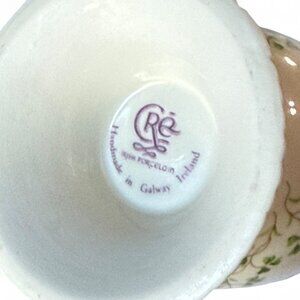 CRÉ
IRISH PORCELAIN
Handmade in Galway Ireland